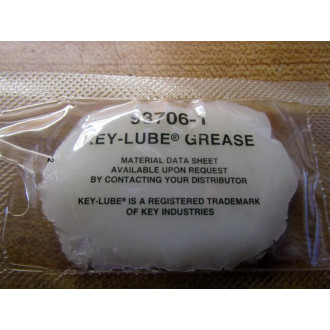 93706-1
KEY-LUBE® GREASE
MATERIAL DATA SHEET
AVAILABLE UPON REQUEST
BY CONTACTING YOUR DISTRIBUTOR
KEY-LUBE® IS A REGISTERED TRADEMARK
OF KEY INDUSTRIES